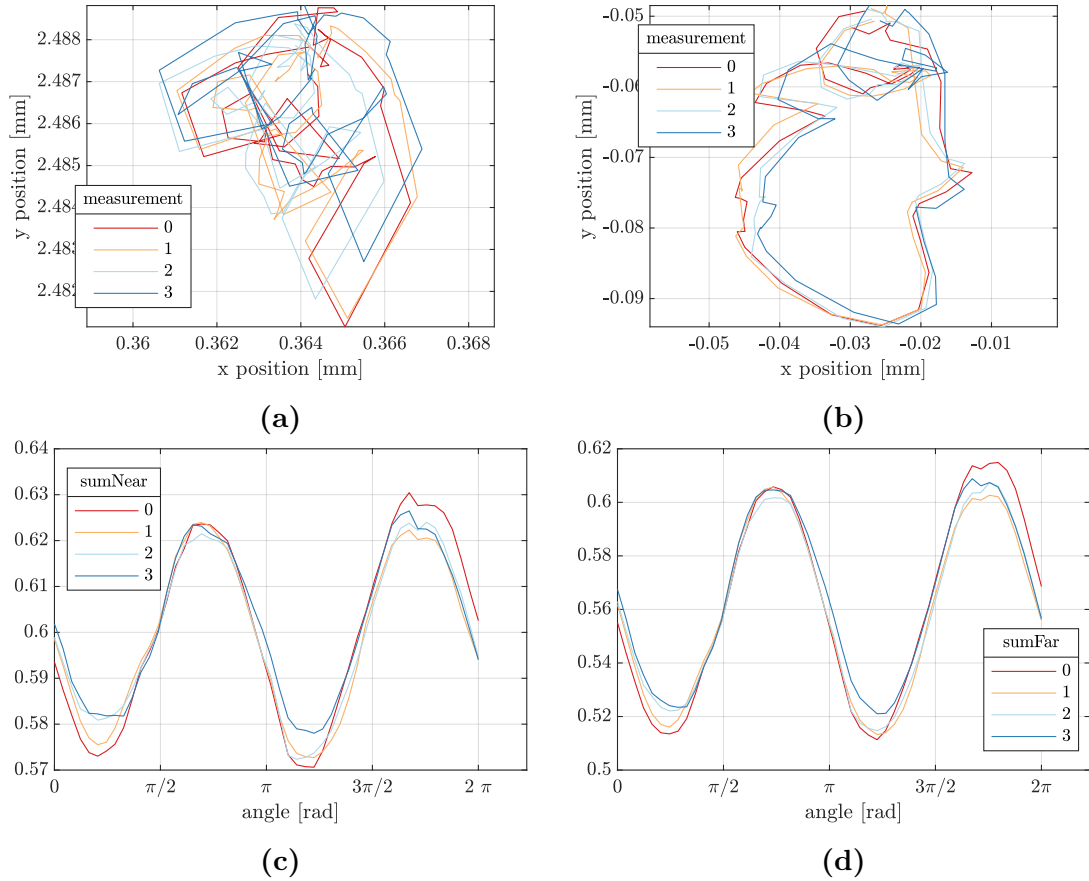 2.488
2.487
2.486
2.485
2.484
2.48
2.482
y position [mm]
measurement
0
1
2
3
0.36
0.362
0.364
0.366
0.368
x position [mm]
(a)
-0.05
-0.06
-0.07
-0.08
-0.09
y position [mm]
measurement
0
1
2
3
-0.05
-0.04
-0.03
-0.02
-0.01
x position [mm]
(b)
0.64
0.63
0.62
0.61
0.6
0.59
0.58
0.57
sumNear
0
1
2
3
0
π/2
π
3π/2
2 π
angle [rad]
(c)
0.62
0.6
0.58
0.56
0.54
0.52
0.5
sumFar
0
1
2
3
0
π/2
π
3π/2
2π
angle [rad]
(d)